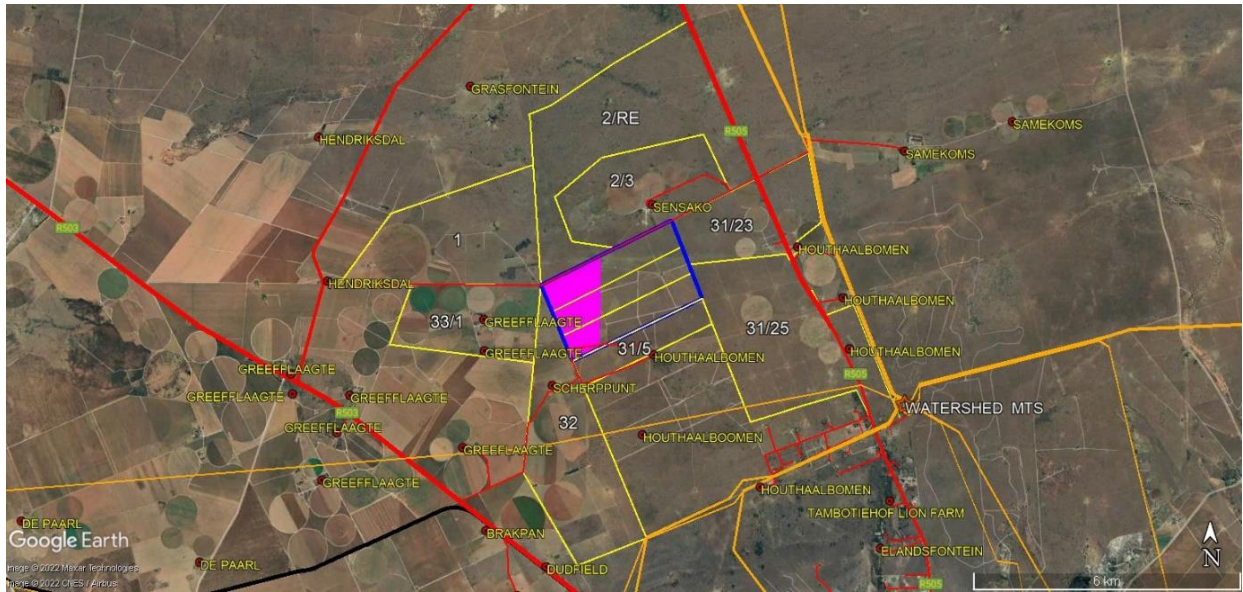 GRASFONTEIN
2/RE
SAMEKOMS
R505
HENDRIKSDAL
SAMEKOMS
2/3
SENSAKO
R503
1
31/23
HOUTHAALBOMEN
HENDRIKSDAL
HOUTHAALBOMEN
33/1
GREEFFLAAGTE
31/25
31/5
HOUTHAALBOMEN
GREEFFLAAGTE
HOUTHAALBOMEN
GREEFFLAAGTE
R505
SCHERPPUNT
GREEFFLAAGTE
GREEFFLAAGTE
R503
WATERSHED MTS
32
GREEFFLAAGTE
HOUTHAALBOOMEN
GREEFFLAAGTE
GREEFFLAAGTE
HOUTHAALBOMEN
TAMBOTIEHOF LION FARM
DE PAARL
BRAKPAN
Google Earth
ELANDSFONTEIN
DE PAARL
DUDFIELD
Image © 2022 Maxar Technologies
Image © 2022 CNES / Airbus
R505
6 km
N